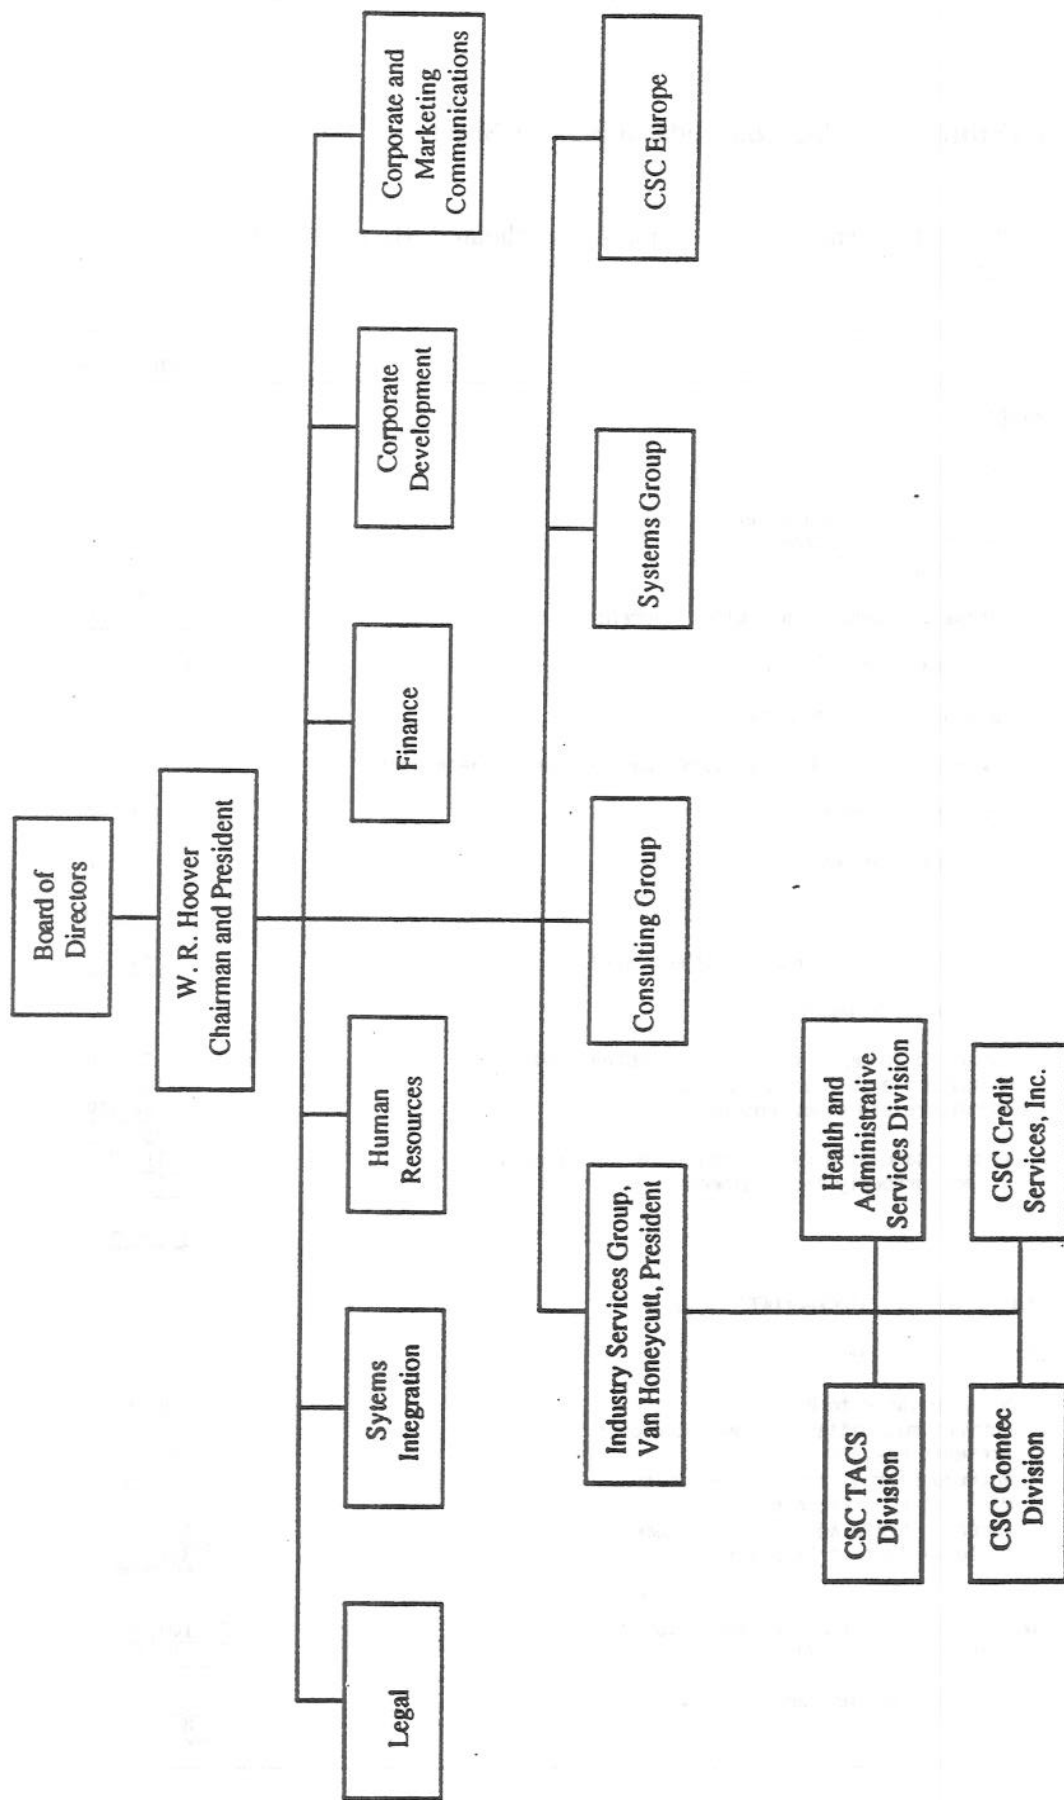 Board of
Directors
W. R. Hoover
Chairman and President
Legal
Sytems
Integration
Human
Resources
Finance
Corporate
Development
Corporate and
Marketing
Communications
Industry Services Group,
Van Honeycutt, President
Consulting Group
Systems Group
CSC Europe
CSC TACS
Division
Health and
Administrative
Services Division
CSC Comtec
Division
CSC Credit
Services, Inc.